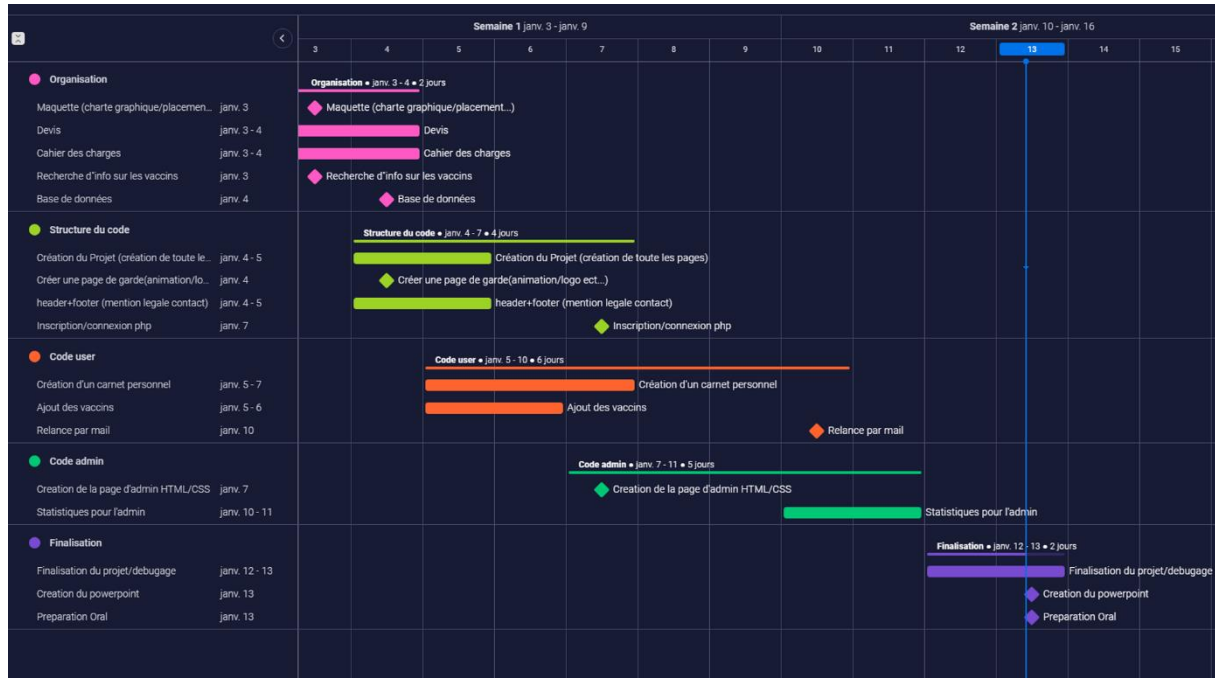 Semaine 1 janv. 3 - janv. 9
Semaine 2 janv. 10 - janv. 16
3 4 5 6 7 8 9 10 11 12 13 14 15
Organisation
Organisation • janv. 3 - 4 • 2 jours
Maquette (charte graphique/placemen... janv. 3 Maquette (charte graphique/placement...)
Devis janv. 3 - 4 Devis
Cahier des charges janv. 3 - 4 Cahier des charges
Recherche d"info sur les vaccins janv. 3 Recherche d"info sur les vaccins
Base de données janv. 4 Base de données
Structure du code
Structure du code • janv. 4 - 7 • 4 jours
Création du Projet (création de toute le... janv. 4 - 5 Création du Projet (création de toute les pages)
Créer une page de garde(animation/lo... janv. 4 Créer une page de garde(animation/logo ect...)
header+footer (mention legale contact) janv. 4 - 5 header+footer (mention legale contact)
Inscription/connexion php janv. 7 Inscription/connexion php
Code user
Code user • janv. 5 - 10 • 6 jours
Création d'un carnet personnel janv. 5 - 7 Création d'un carnet personnel
Ajout des vaccins janv. 5 - 6 Ajout des vaccins
Relance par mail janv. 10 Relance par mail
Code admin
Code admin • janv. 7 - 11 • 5 jours
Creation de la page d'admin HTML/CSS janv. 7 Creation de la page d'admin HTML/CSS
Statistiques pour l'admin janv. 10 - 11 Statistiques pour l'admin
Finalisation
Finalisation • janv. 12 - 13 • 2 jours
Finalisation du projet/debugage janv. 12 - 13 Finalisation du projet/debugage
Creation du powerpoint janv. 13 Creation du powerpoint
Preparation Oral janv. 13 Preparation Oral